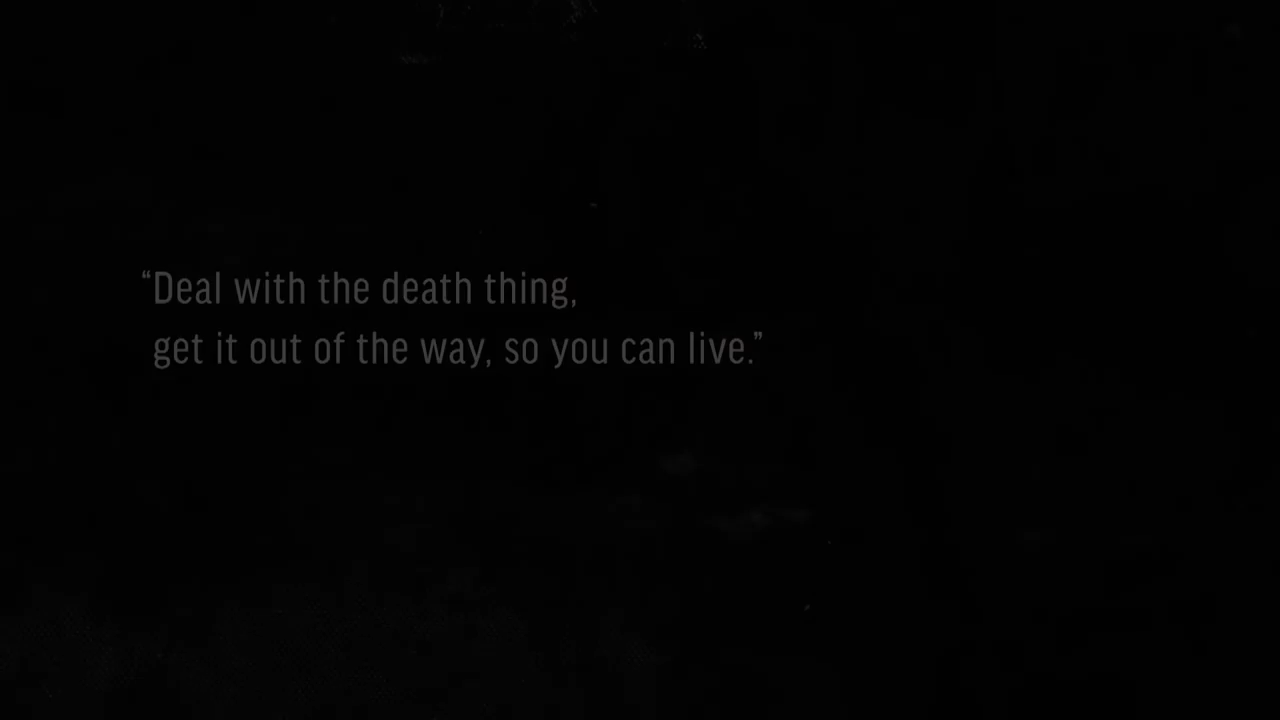 “Deal with the death thing,
get it out of the way, so you can live.”